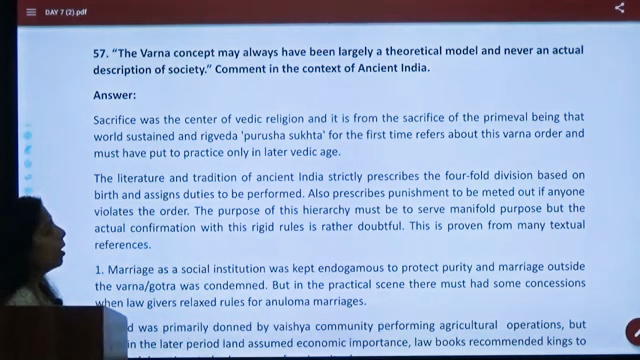 DAY 7 (2).pdf
57. “The Varna concept may always have been largely a theoretical model and never an actual
description of society.” Comment in the context of Ancient India.
Answer:
Sacrifice was the center of vedic religion and it is from the sacrifice of the primeval being that
world sustained and rigveda 'purusha sukhta' for the first time refers about this varna order and
must have put to practice only in later vedic age.
The literature and tradition of ancient India strictly prescribes the four-fold division based on
birth and assigns duties to be performed. Also prescribes punishment to be meted out if anyone
violates the order. The purpose of this hierarchy must be to serve manifold purpose but the
actual confirmation with this rigid rules is rather doubtful. This is proven from many textual
references.
1. Marriage as a social institution was kept endogamous to protect purity and marriage outside
the varna/gotra was condemned. But in the practical scene there must had some concessions
when law givers relaxed rules for anuloma marriages.
was primarily donned by vaishya community performing agricultural operations, but
in the later period land assumed economic importance, law books recommended kings to